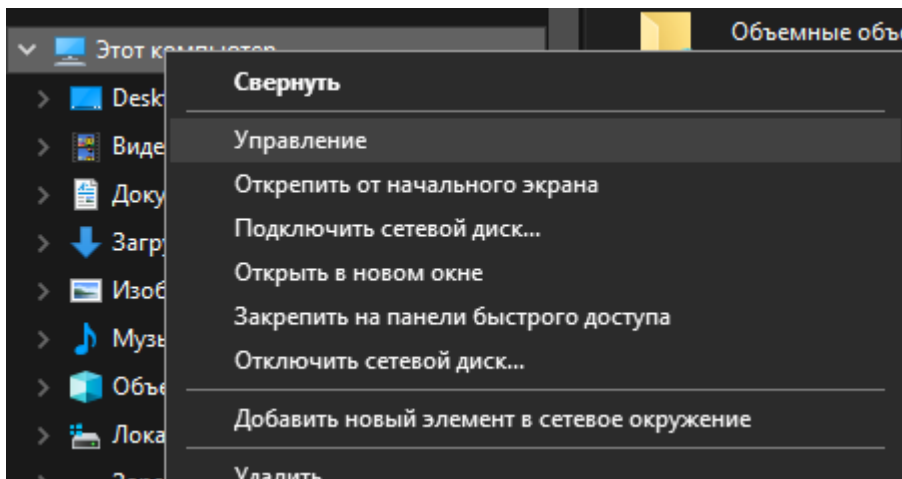 Этот компьютер
Объемные объ
Свернуть
Desk
Управление
Виде
Открепить от начального экрана
Доку
Подключить сетевой диск...
Загр
Открыть в новом окне
Изоб
Закрепить на панели быстрого доступа
Музы
Отключить сетевой диск...
Объе
Добавить новый элемент в сетевое окружение
Лока
Удалить